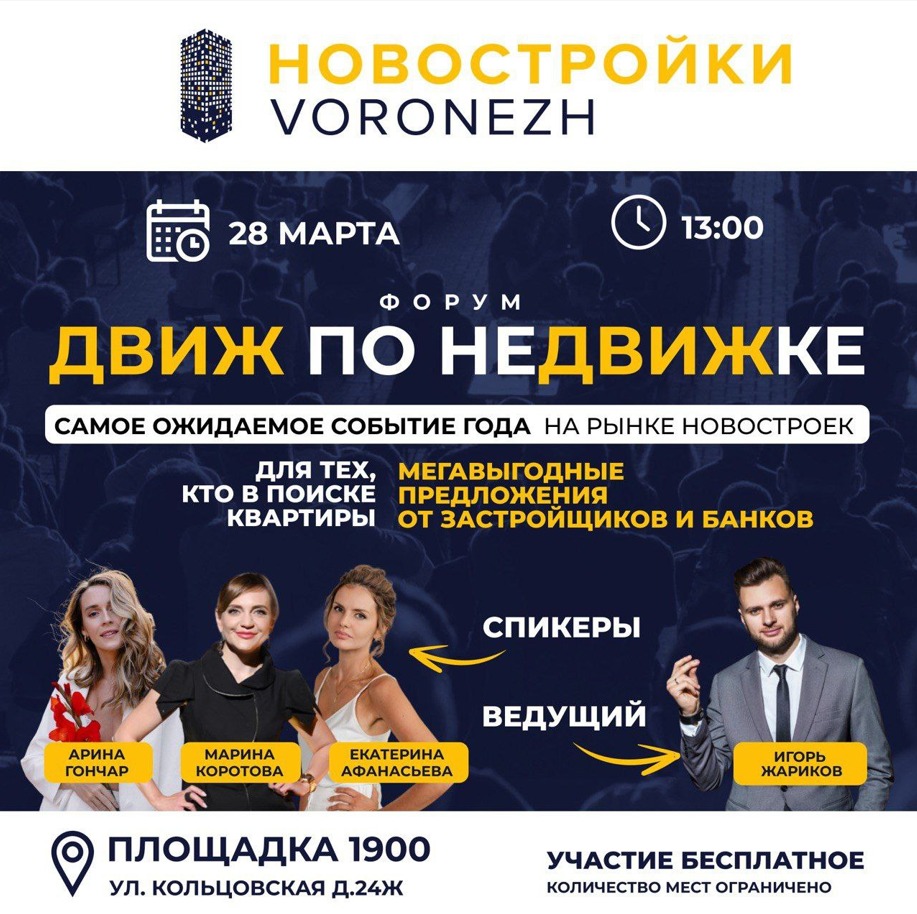 НОВОСТРОЙКИ
VORONEZH
28 МАРТА
13:00
ФОРУМ
ДВИЖ ПО НЕДВИЖКЕ
САМОЕ ОЖИДАЕМОЕ СОБЫТИЕ ГОДА НА РЫНКЕ НОВОСТРОЕК
ДЛЯ ТЕХ,
КТО В ПОИСКЕ
КВАРТИРЫ
МЕГАВЫГОДНЫЕ
ПРЕДЛОЖЕНИЯ
ОТ ЗАСТРОЙЩИКОВ И БАНКОВ
СПИКЕРЫ
ВЕДУЩИЙ
АРИНА
ГОНЧАР
МАРИНА
КОРОТОВА
ЕКАТЕРИНА
АФАНАСЬЕВА
ИГОРЬ
ЖАРИКОВ
ПЛОЩАДКА 1900
УЛ. КОЛЬЦОВСКАЯ Д.24Ж
УЧАСТИЕ БЕСПЛАТНОЕ
КОЛИЧЕСТВО МЕСТ ОГРАНИЧЕНО